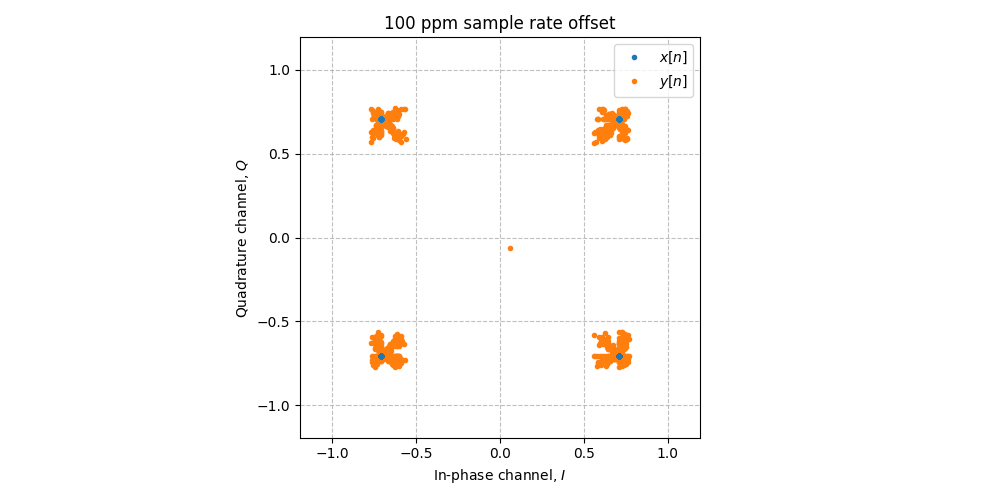 100 ppm sample rate offset
x[n]
y[n]
1.0
0.5
0.0
−0.5
−1.0
Quadrature channel, Q
−1.0
−0.5
0.0
0.5
1.0
In-phase channel, I